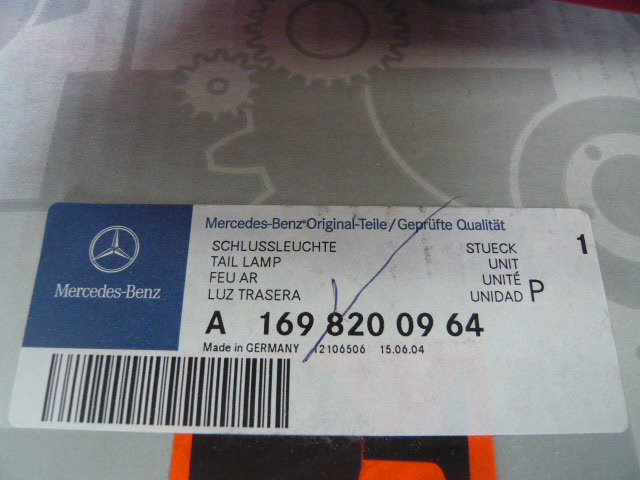 Mercedes-Benz Original-Teile/Geprüfte Qualität
SCHLUSSLEUCHTE STUECK 1
TAIL LAMP UNIT
FEU AR UNITÉ
LUZ TRASERA UNIDAD P
Mercedes-Benz
A 169 820 09 64
Made in GERMANY 12106506 15.06.04